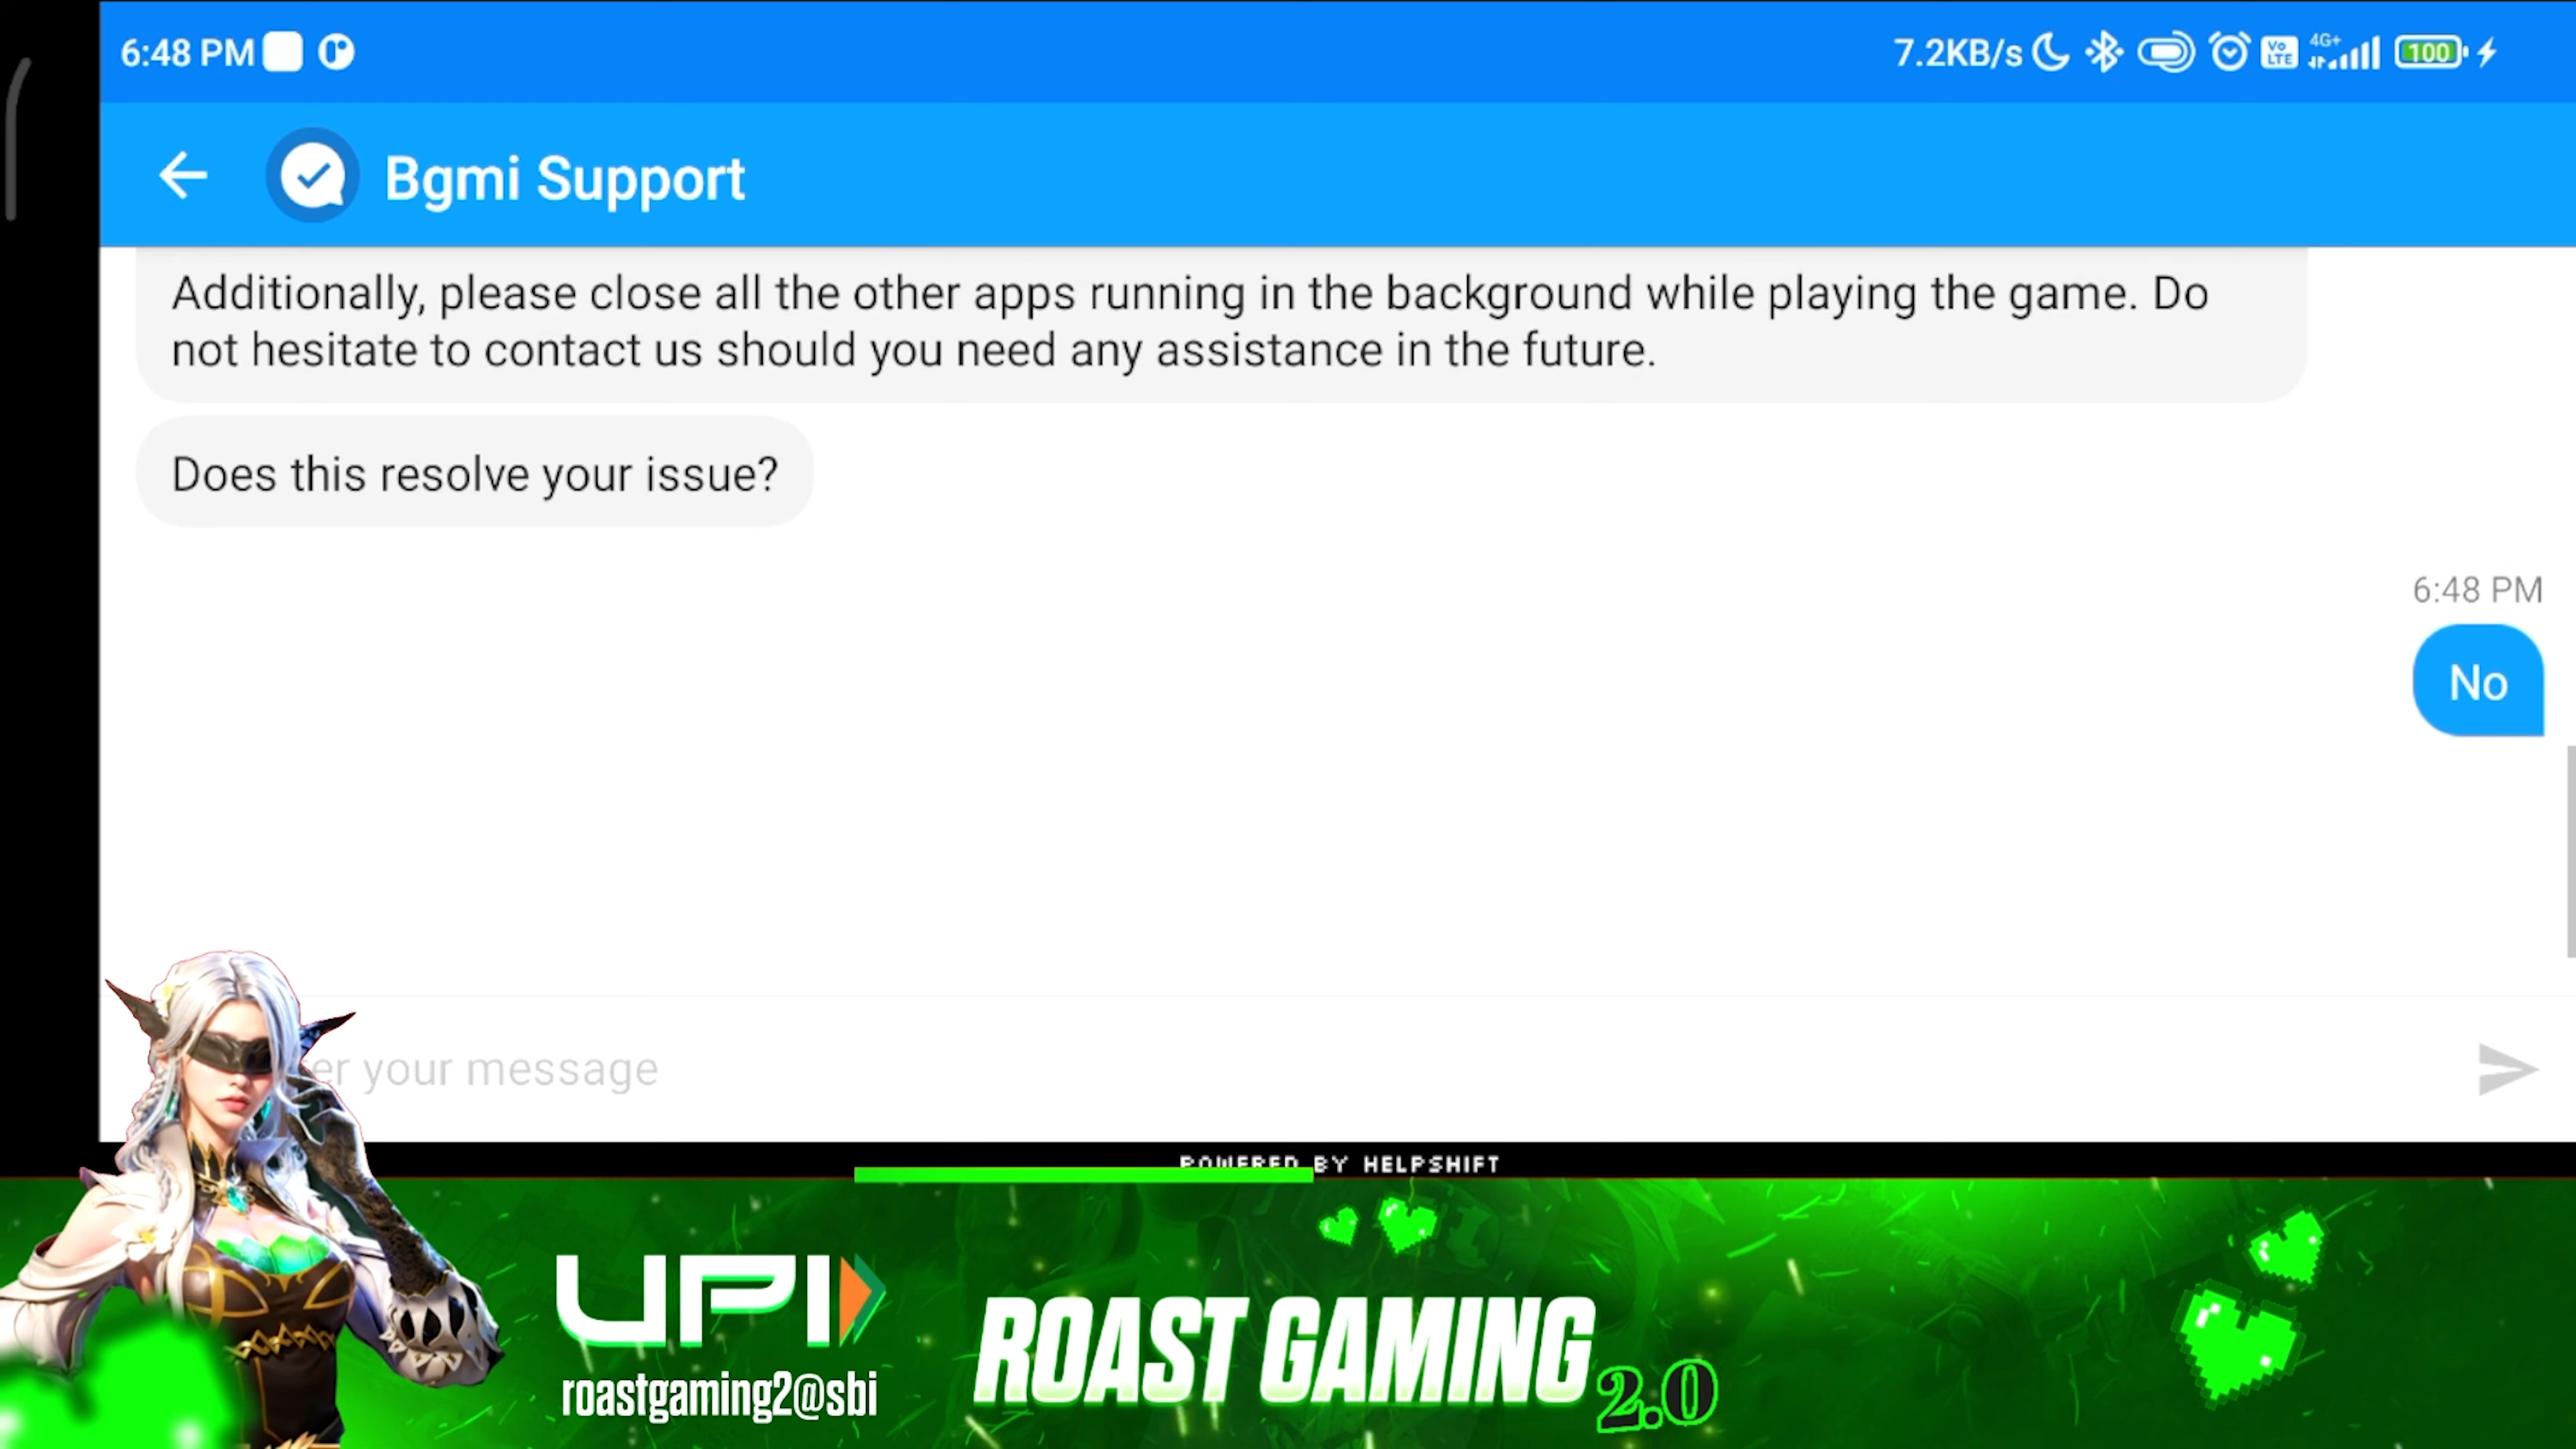 6:48 PM
7.2KB/s
Vo LTE
4G+
100
Bgmi Support
Additionally, please close all the other apps running in the background while playing the game. Do
not hesitate to contact us should you need any assistance in the future.
Does this resolve your issue?
6:48 PM
No
er your message
POWERED BY HELPSHIFT
UPI
roastgaming2@sbi
ROAST GAMING
2.0